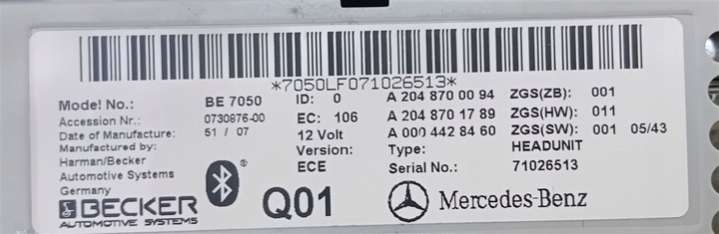 *7050LF071026513*
Model No.: BE 7050 ID: 0 A 204 870 00 94 ZGS(ZB): 001
Accession Nr.: 0730876-00 EC: 106 A 204 870 17 89 ZGS(HW): 011
Date of Manufacture: 51 / 07 12 Volt A 000 442 84 60 ZGS(SW): 001 05/43
Manufactured by: Version: Type: HEADUNIT
Harman/Becker ECE Serial No.: 71026513
Automotive Systems
Germany
BECKER
AUTOMOTIVE SYSTEMS
®
Q01
Mercedes-Benz